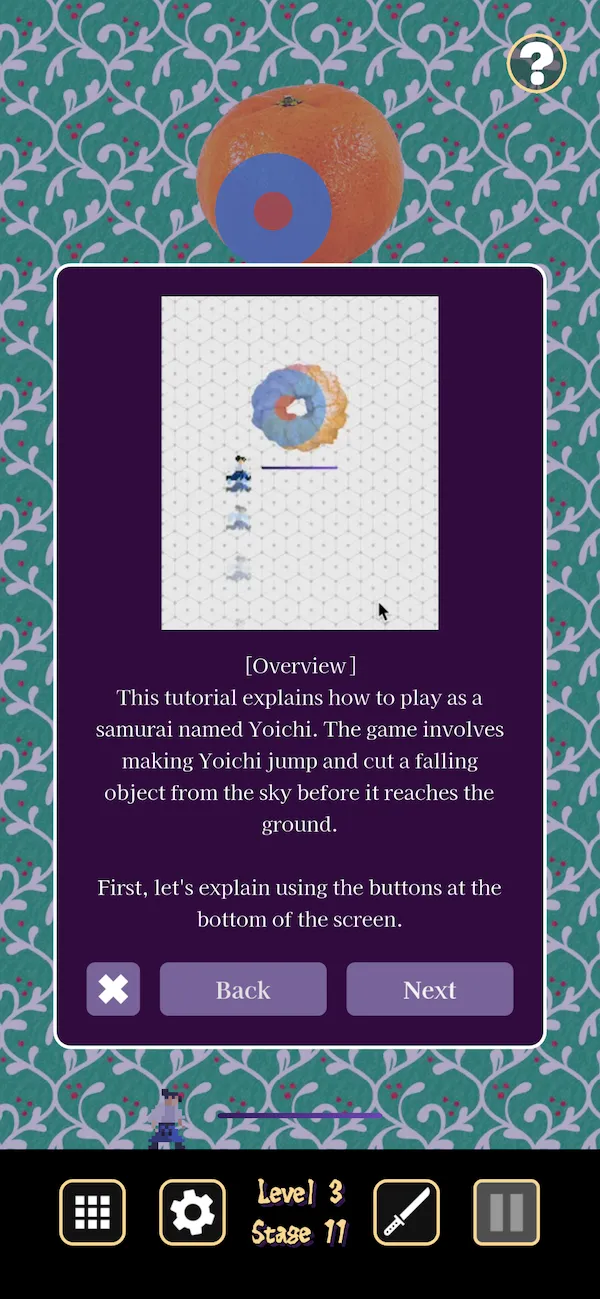 ?
[Overview]
This tutorial explains how to play as a
samurai named Yoichi. The game involves
making Yoichi jump and cut a falling
object from the sky before it reaches the
ground.
First, let's explain using the buttons at the
bottom of the screen.
Back
Next
Level 3
Stage 11